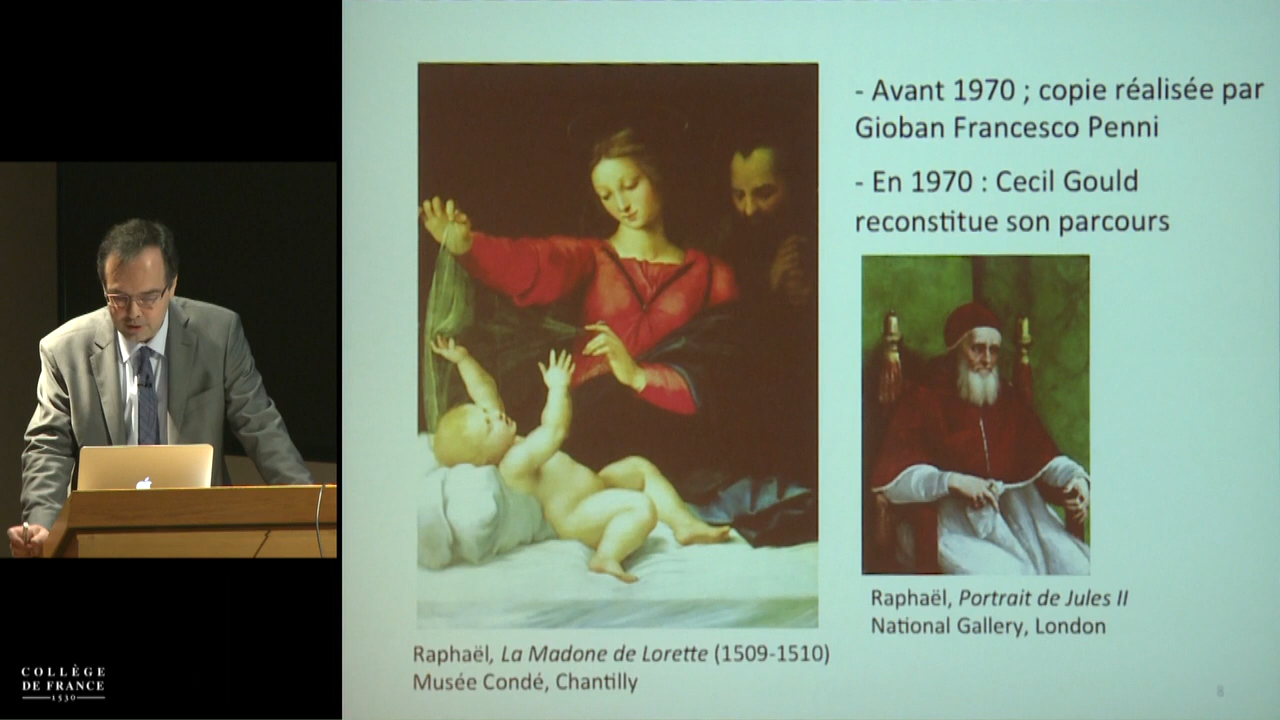 - Avant 1970 ; copie réalisée par
Gioban Francesco Penni
- En 1970 : Cecil Gould
reconstitue son parcours
Raphaël, Portrait de Jules II
National Gallery, London
Raphaël, La Madone de Lorette (1509-1510)
Musée Condé, Chantilly
8
COLLÈGE
DE FRANCE
1530